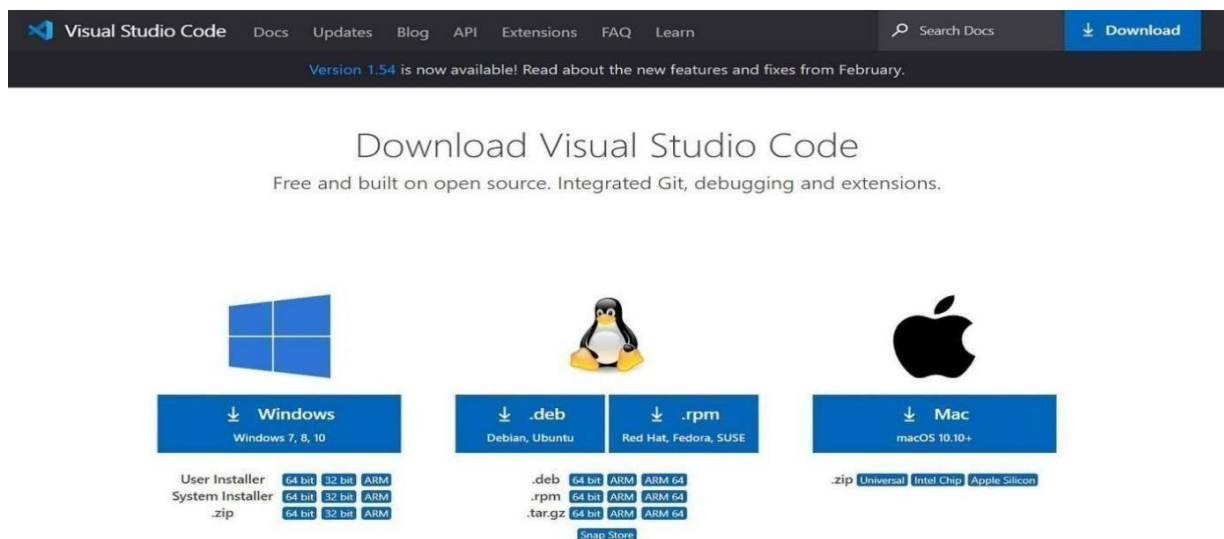 Visual Studio Code Docs Updates Blog API Extensions FAQ Learn Search Docs Download
Version 1.54 is now available! Read about the new features and fixes from February.
Download Visual Studio Code
Free and built on open source. Integrated Git, debugging and extensions.
Windows
Windows 7, 8, 10
.deb
Debian, Ubuntu
.rpm
Red Hat, Fedora, SUSE
Mac
macOS 10.10+
User Installer 64 bit 32 bit ARM
System Installer 64 bit 32 bit ARM
.zip 64 bit 32 bit ARM
.deb 64 bit ARM ARM 64
.rpm 64 bit ARM ARM 64
.tar.gz 64 bit ARM ARM 64
Snap Store
.zip Universal Intel Chip Apple Silicon